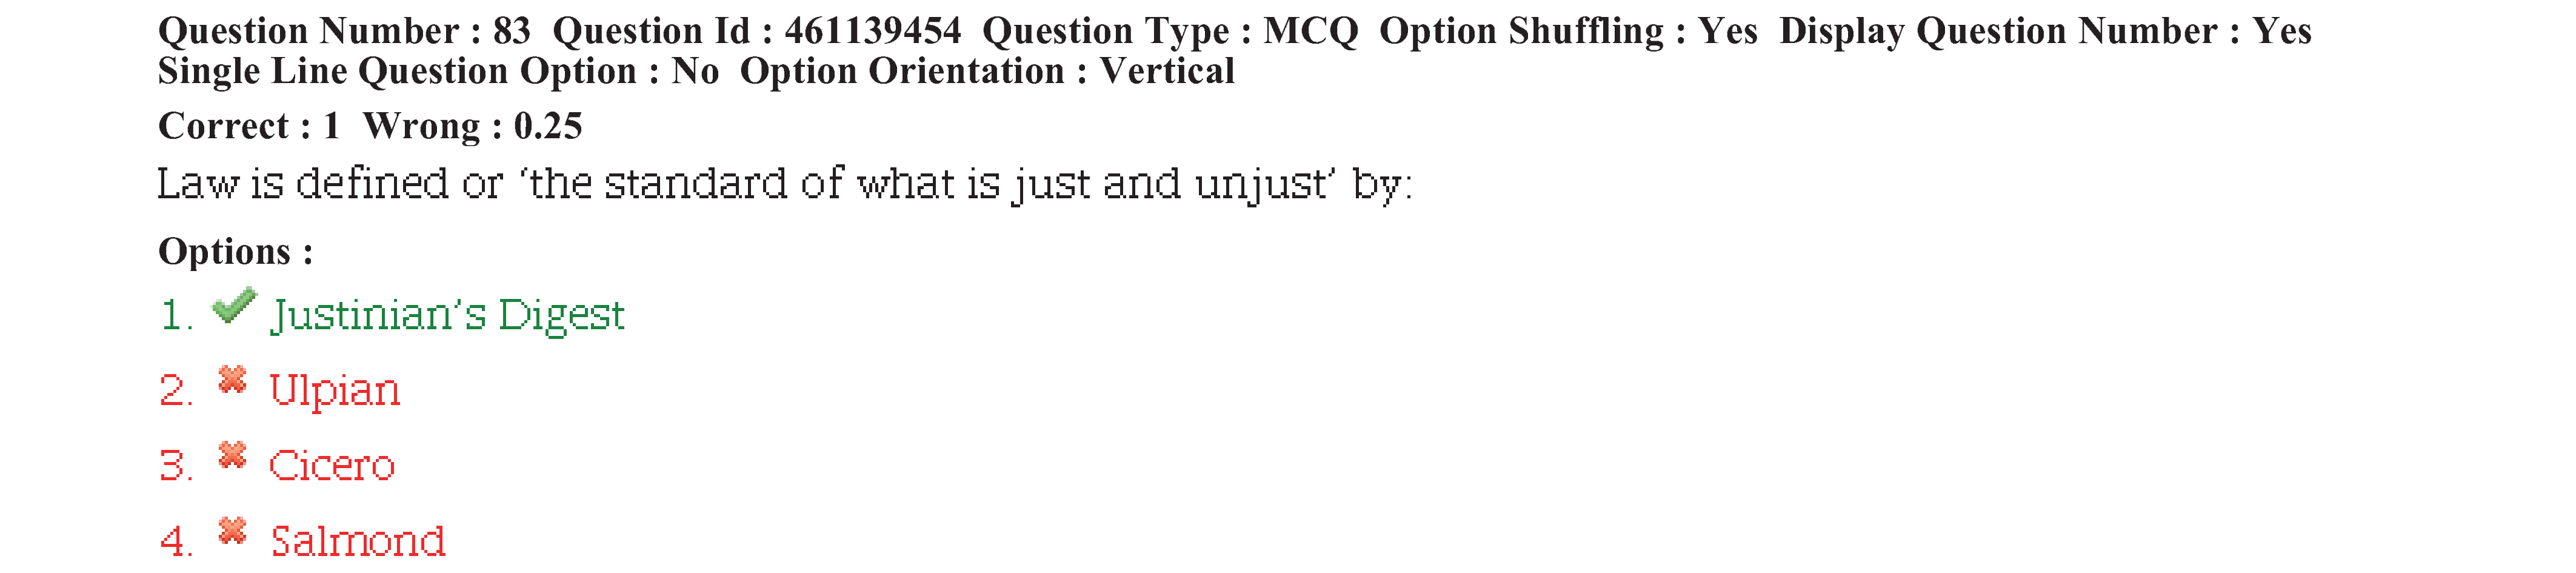 Question Number : 83 Question Id : 461139454 Question Type : MCQ Option Shuffling : Yes Display Question Number : Yes
Single Line Question Option : No Option Orientation : Vertical
Correct : 1 Wrong : 0.25
Law is defined or ‘the standard of what is just and unjust’ by:
Options :
1. Justinian’s Digest
2. Ulpian
3. Cicero
4. Salmond